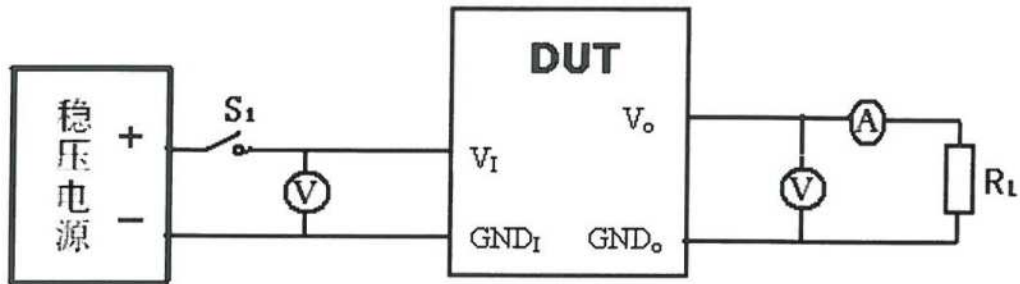 稳压电源
+
−
S₁
V
DUT
V_I
GND_I
V_o
GND_o
V
A
R_L